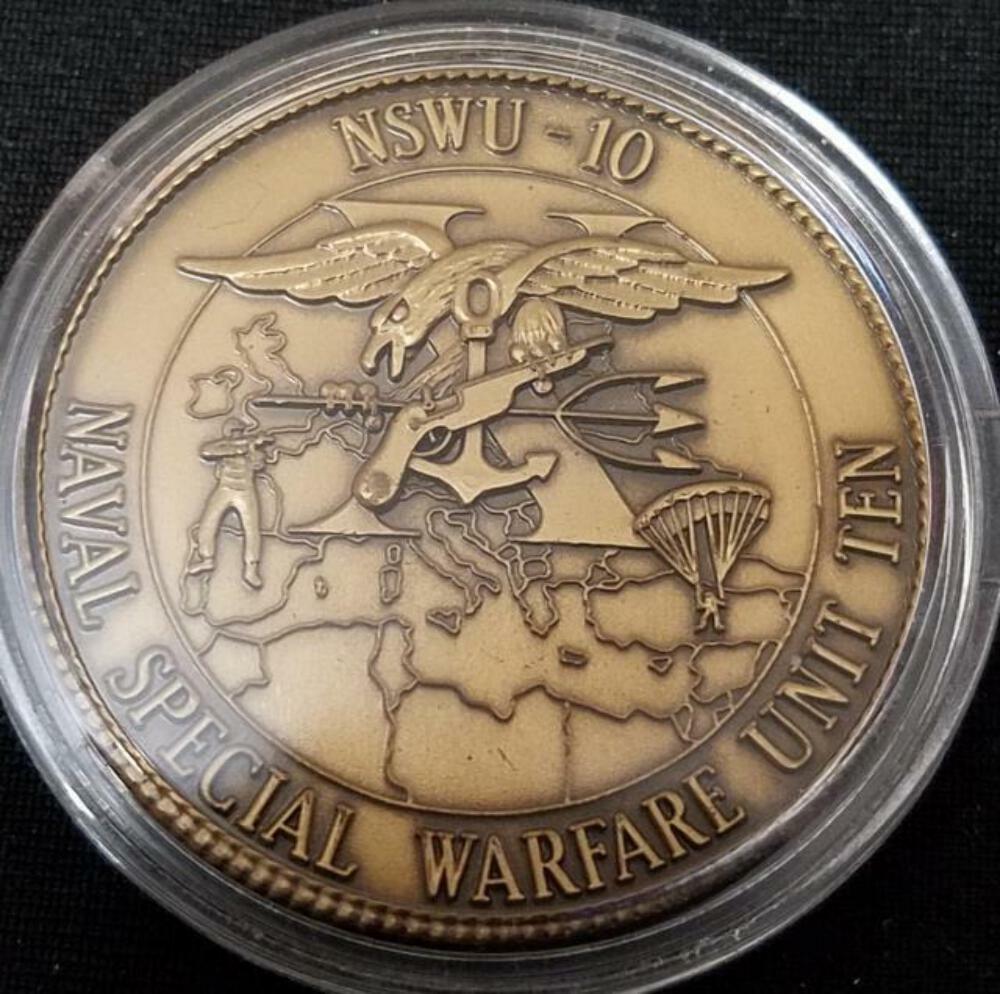 NSWU - 10
NAVAL SPECIAL WARFARE UNIT TEN